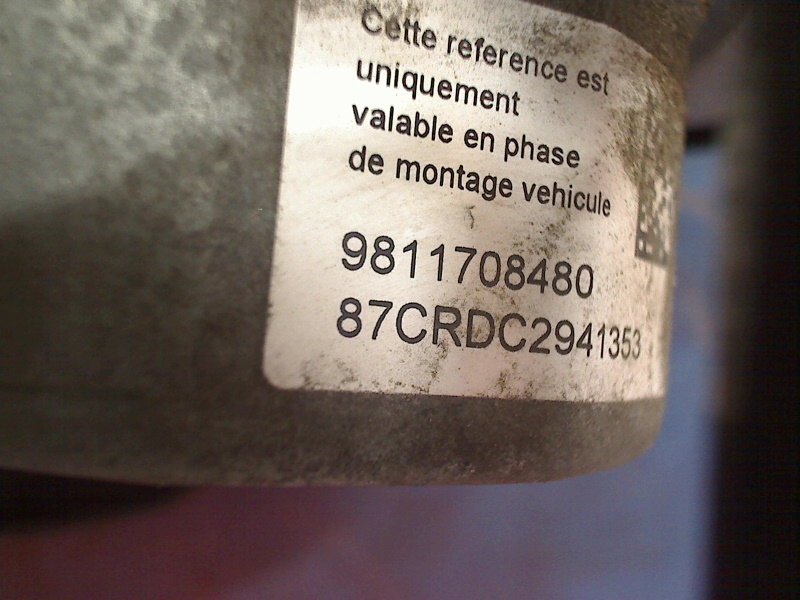 Cette reference est
uniquement
valable en phase
de montage vehicule
9811708480
87CRDC2941353